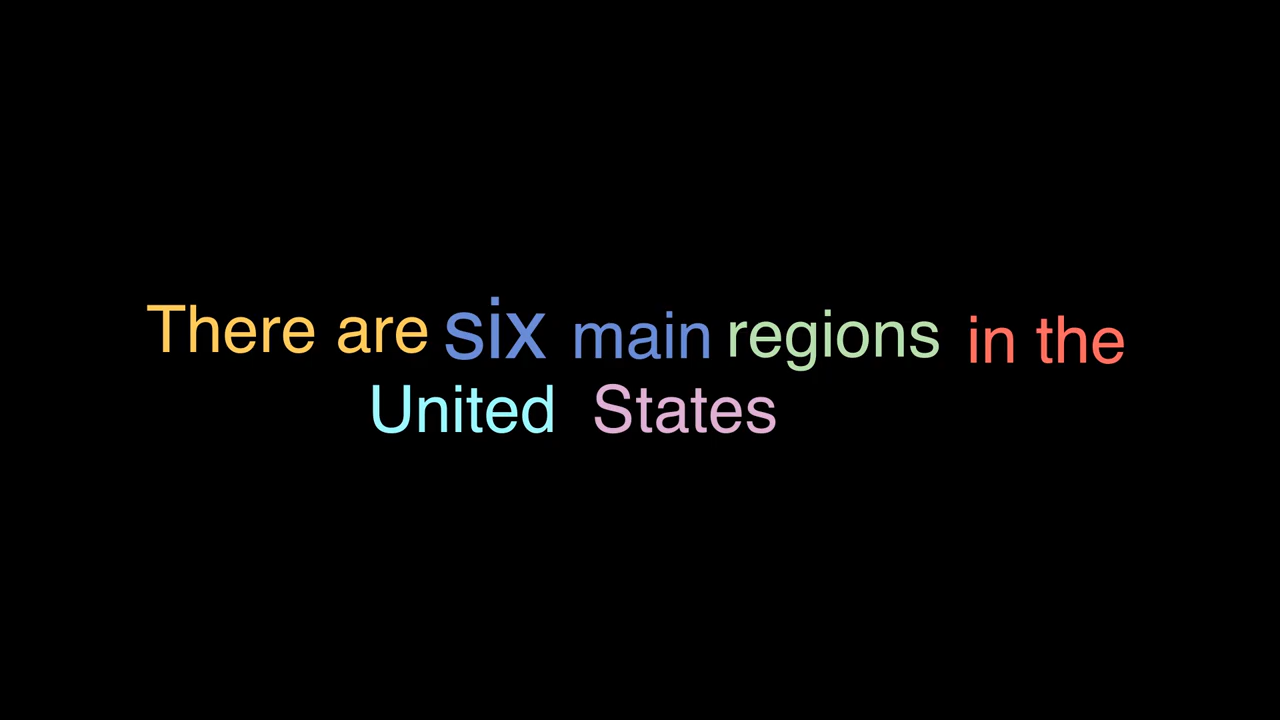 There are six main regions in the
United States